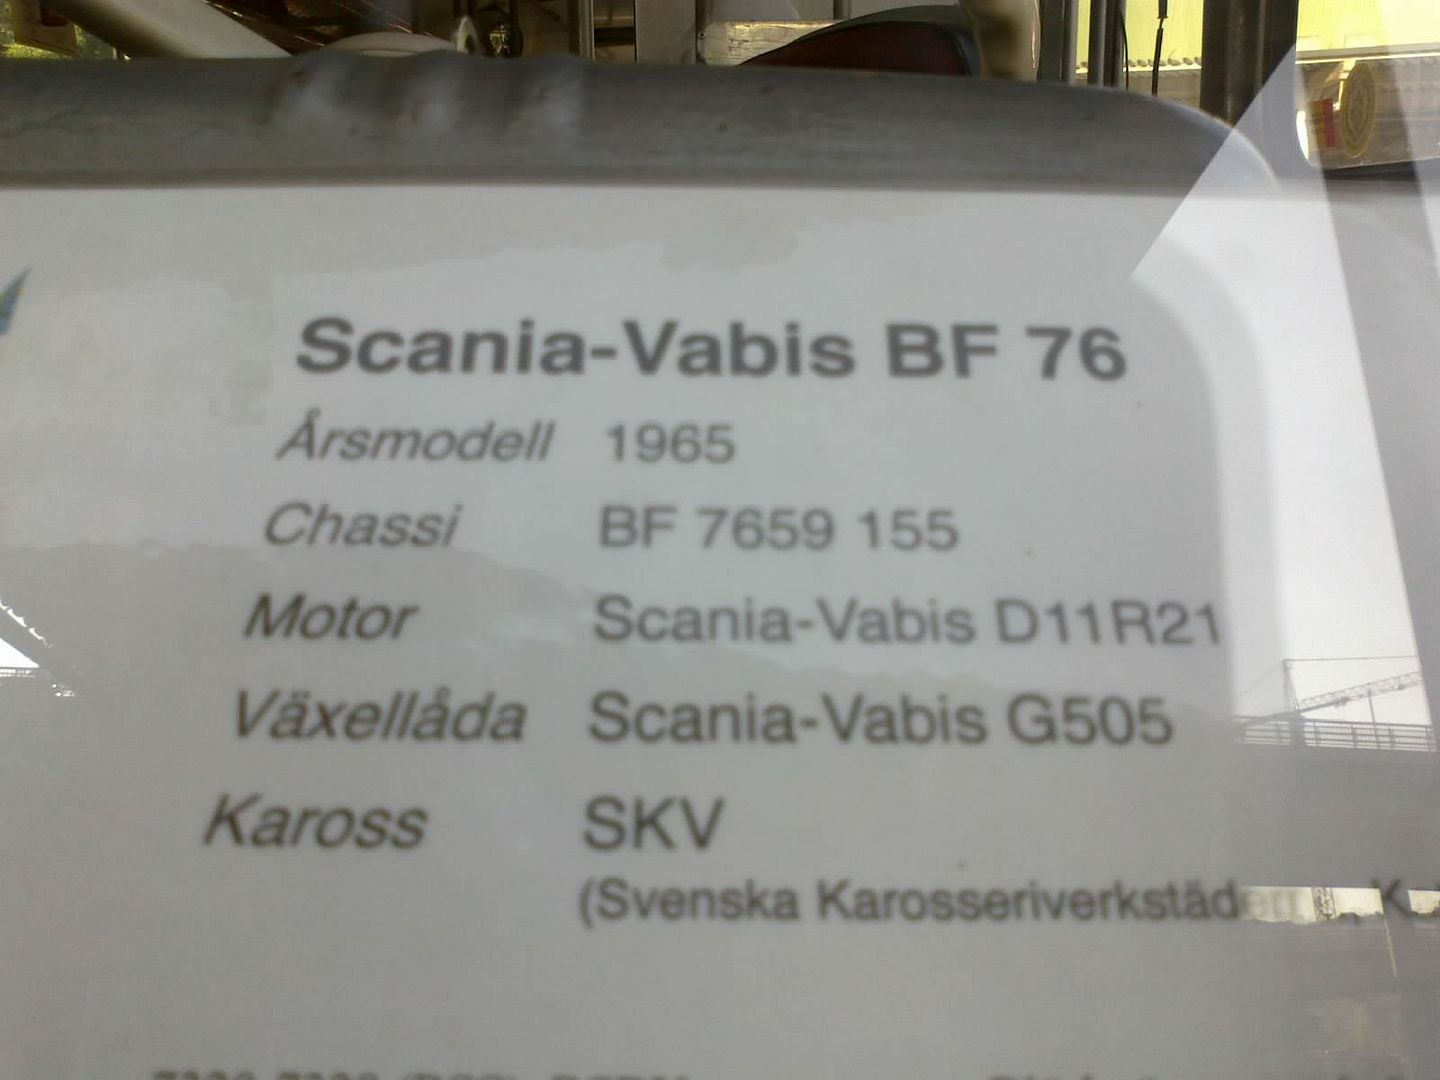 Scania-Vabis BF 76
Årsmodell 1965
Chassi BF 7659 155
Motor Scania-Vabis D11R21
Växellåda Scania-Vabis G505
Kaross SKV
(Svenska Karosseriverkstäderna